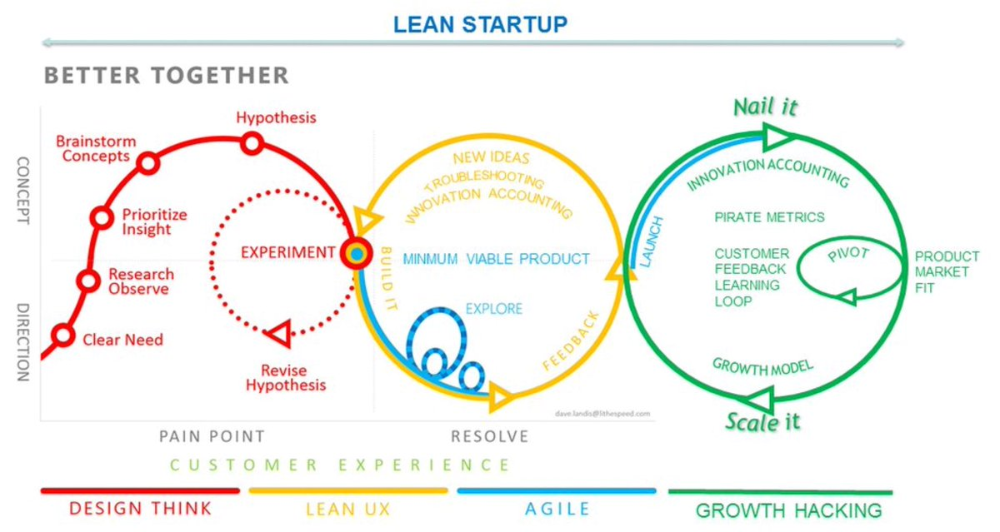 LEAN STARTUP
BETTER TOGETHER
CONCEPT
DIRECTION
Hypothesis
Brainstorm
Concepts
Prioritize
Insight
Research
Observe
Clear Need
EXPERIMENT
Revise
Hypothesis
NEW IDEAS
TROUBLESHOOTING
INNOVATION ACCOUNTING
BUILD IT
MINMUM VIABLE PRODUCT
EXPLORE
FEEDBACK
LAUNCH
Nail it
INNOVATION ACCOUNTING
PIRATE METRICS
CUSTOMER
FEEDBACK
LEARNING
LOOP
PIVOT
PRODUCT
MARKET
FIT
GROWTH MODEL
Scale it
dave.landis@lithespeed.com
PAIN POINT
RESOLVE
CUSTOMER EXPERIENCE
DESIGN THINK
LEAN UX
AGILE
GROWTH HACKING